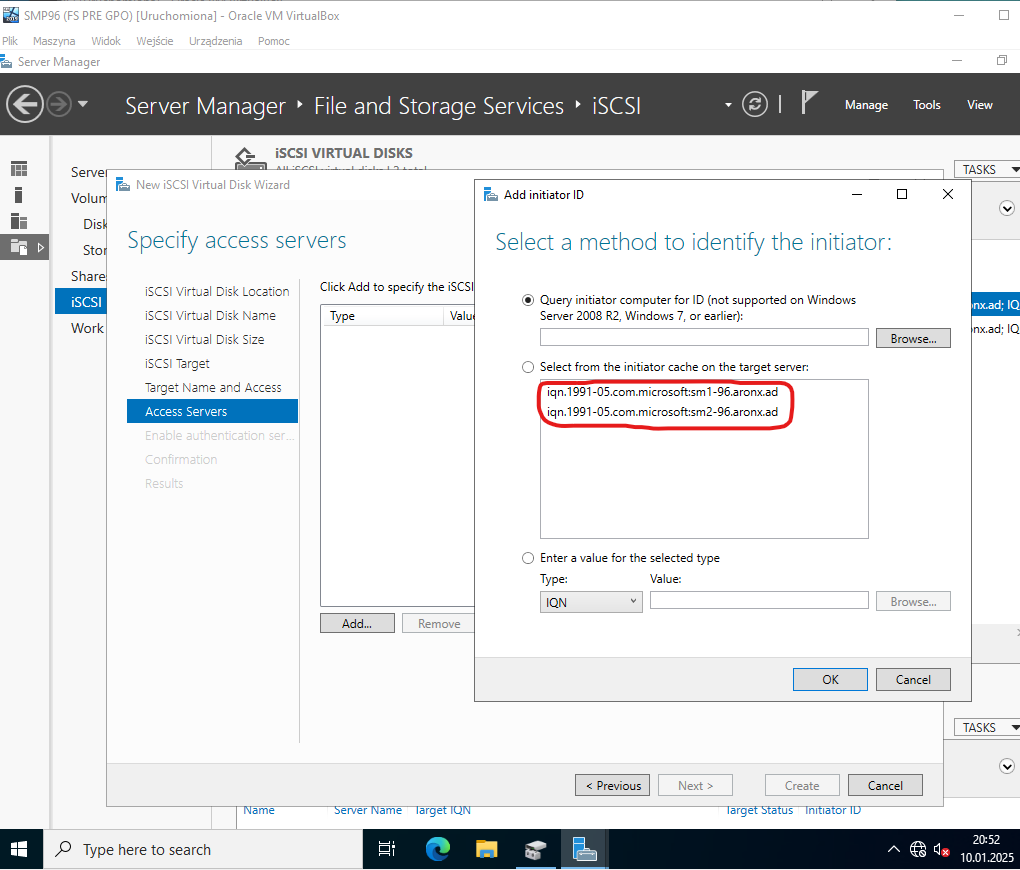 SMP96 (FS PRE GPO) [Uruchomiona] - Oracle VM VirtualBox
Plik Maszyna Widok Wejście Urządzenia Pomoc
Server Manager
Server Manager File and Storage Services iSCSI
Manage Tools View
iSCSI VIRTUAL DISKS
TASKS
Server
Volum
Disk
Stor
Shares
iSCSI
Work
New iSCSI Virtual Disk Wizard
Specify access servers
iSCSI Virtual Disk Location
iSCSI Virtual Disk Name
iSCSI Virtual Disk Size
iSCSI Target
Target Name and Access
Access Servers
Enable authentication ser...
Confirmation
Results
Click Add to specify the iSCSI
Type Value
Add... Remove
< Previous Next > Create Cancel
Add initiator ID
Select a method to identify the initiator:
Query initiator computer for ID (not supported on Windows
Server 2008 R2, Windows 7, or earlier):
Browse...
Select from the initiator cache on the target server:
iqn.1991-05.com.microsoft:sm1-96.aronx.ad
iqn.1991-05.com.microsoft:sm2-96.aronx.ad
Enter a value for the selected type
Type: Value:
IQN
Browse...
OK Cancel
nx.ad; IQ
nx.ad; IQ
TASKS
Name Server Name Target IQN Target Status Initiator ID
Type here to search
20:52
10.01.2025